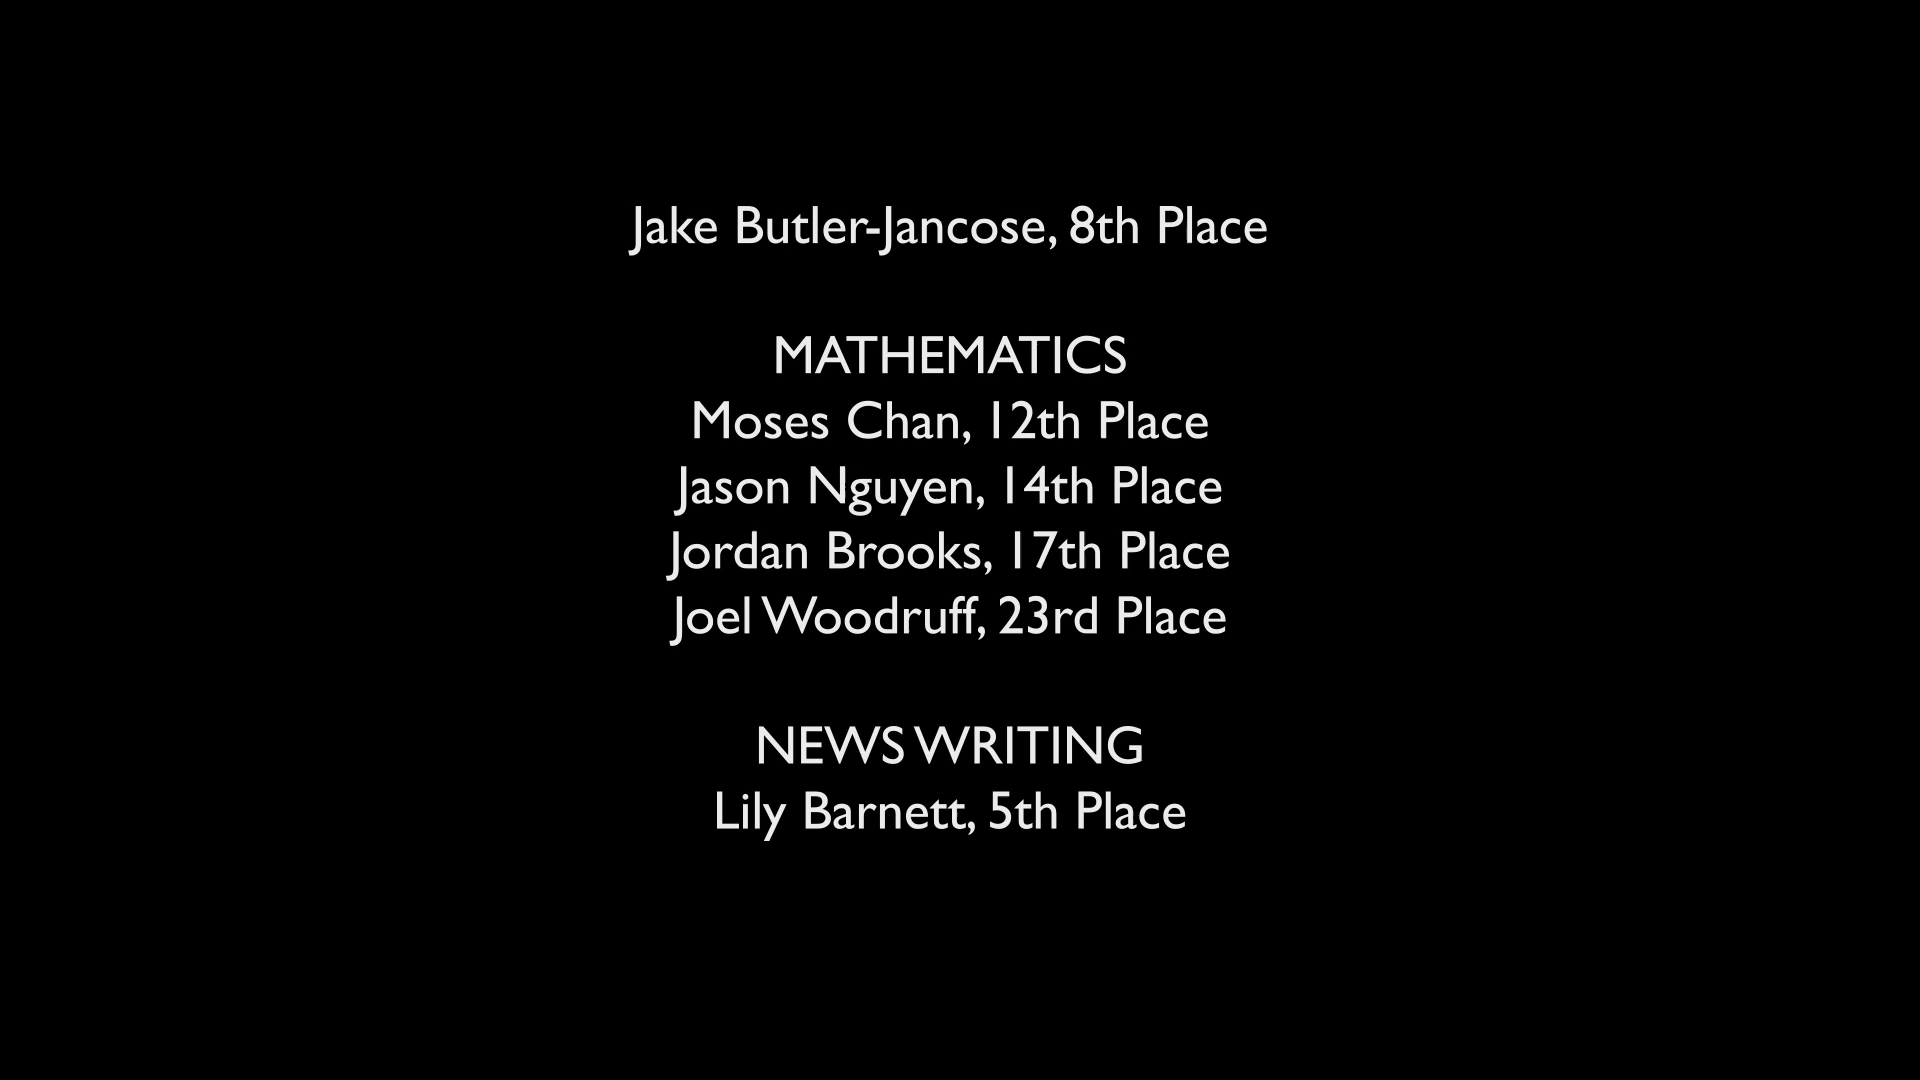 Jake Butler-Jancose, 8th Place
MATHEMATICS
Moses Chan, 12th Place
Jason Nguyen, 14th Place
Jordan Brooks, 17th Place
Joel Woodruff, 23rd Place
NEWS WRITING
Lily Barnett, 5th Place